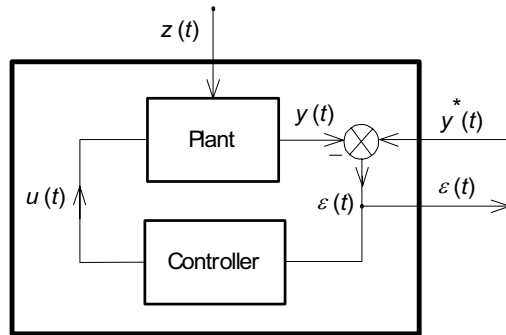 z (t)
y (t)
y*(t)
Plant
−
u (t)
ε (t)
ε (t)
Controller